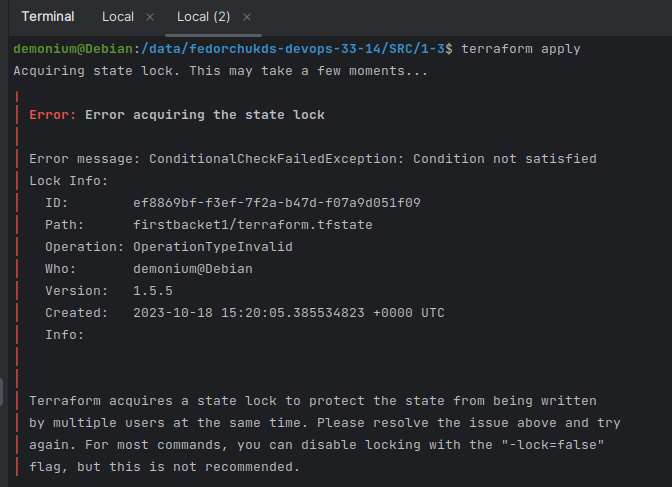 Terminal Local × Local (2) ×
demonium@Debian:/data/fedorchukds-devops-33-14/SRC/1-3$ terraform apply
Acquiring state lock. This may take a few moments...
Error: Error acquiring the state lock
Error message: ConditionalCheckFailedException: Condition not satisfied
Lock Info:
ID: ef8869bf-f3ef-7f2a-b47d-f07a9d051f09
Path: firstbacket1/terraform.tfstate
Operation: OperationTypeInvalid
Who: demonium@Debian
Version: 1.5.5
Created: 2023-10-18 15:20:05.385534823 +0000 UTC
Info:
Terraform acquires a state lock to protect the state from being written
by multiple users at the same time. Please resolve the issue above and try
again. For most commands, you can disable locking with the "-lock=false"
flag, but this is not recommended.